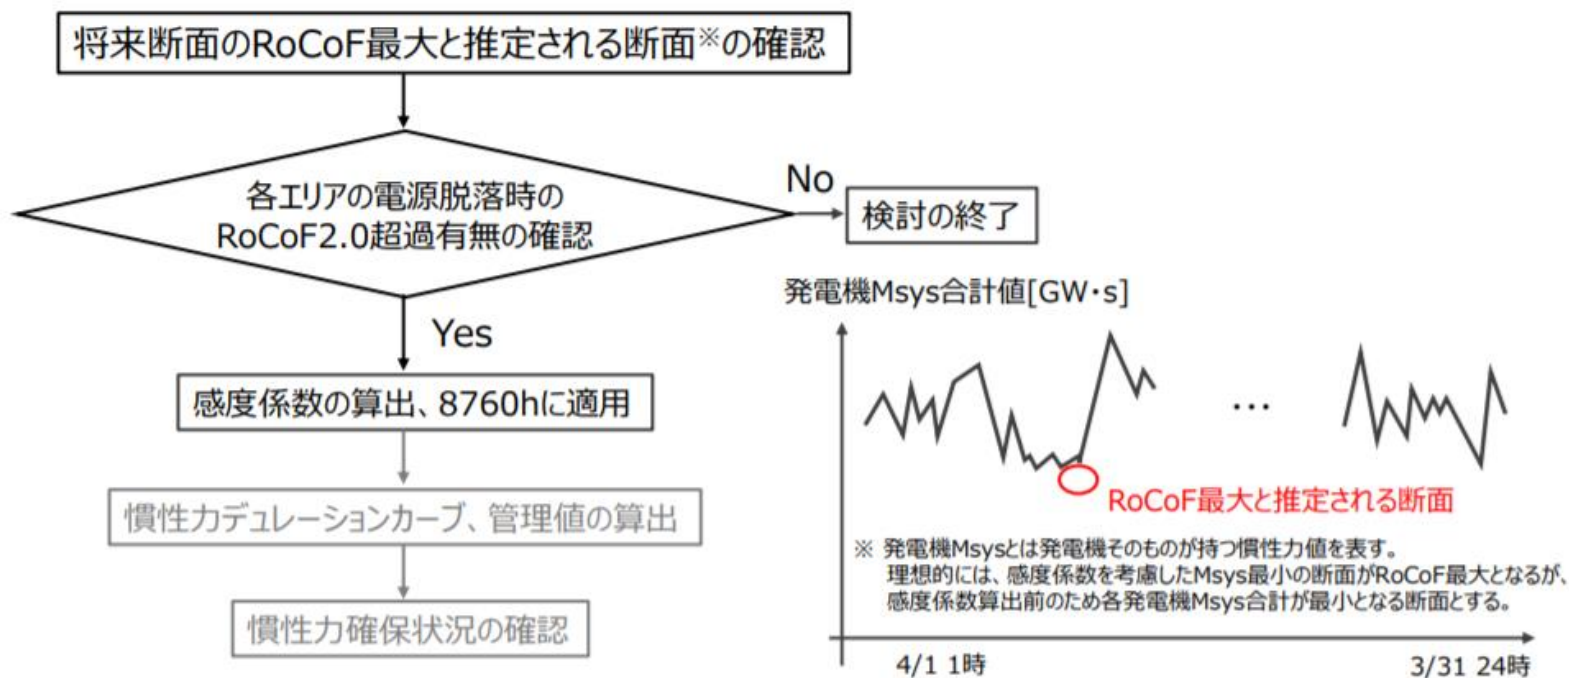 将来断面のRoCoF最大と推定される断面※の確認
各エリアの電源脱落時の
RoCoF2.0超過有無の確認
No
検討の終了
Yes
感度係数の算出、8760hに適用
慣性力デュレーションカーブ、管理値の算出
慣性力確保状況の確認
発電機Msys合計値[GW・s]
…
RoCoF最大と推定される断面
※ 発電機Msysとは発電機そのものが持つ慣性力値を表す。
理想的には、感度係数を考慮したMsys最小の断面がRoCoF最大となるが、
感度係数算出前のため各発電機Msys合計が最小となる断面とする。
4/1 1時
3/31 24時